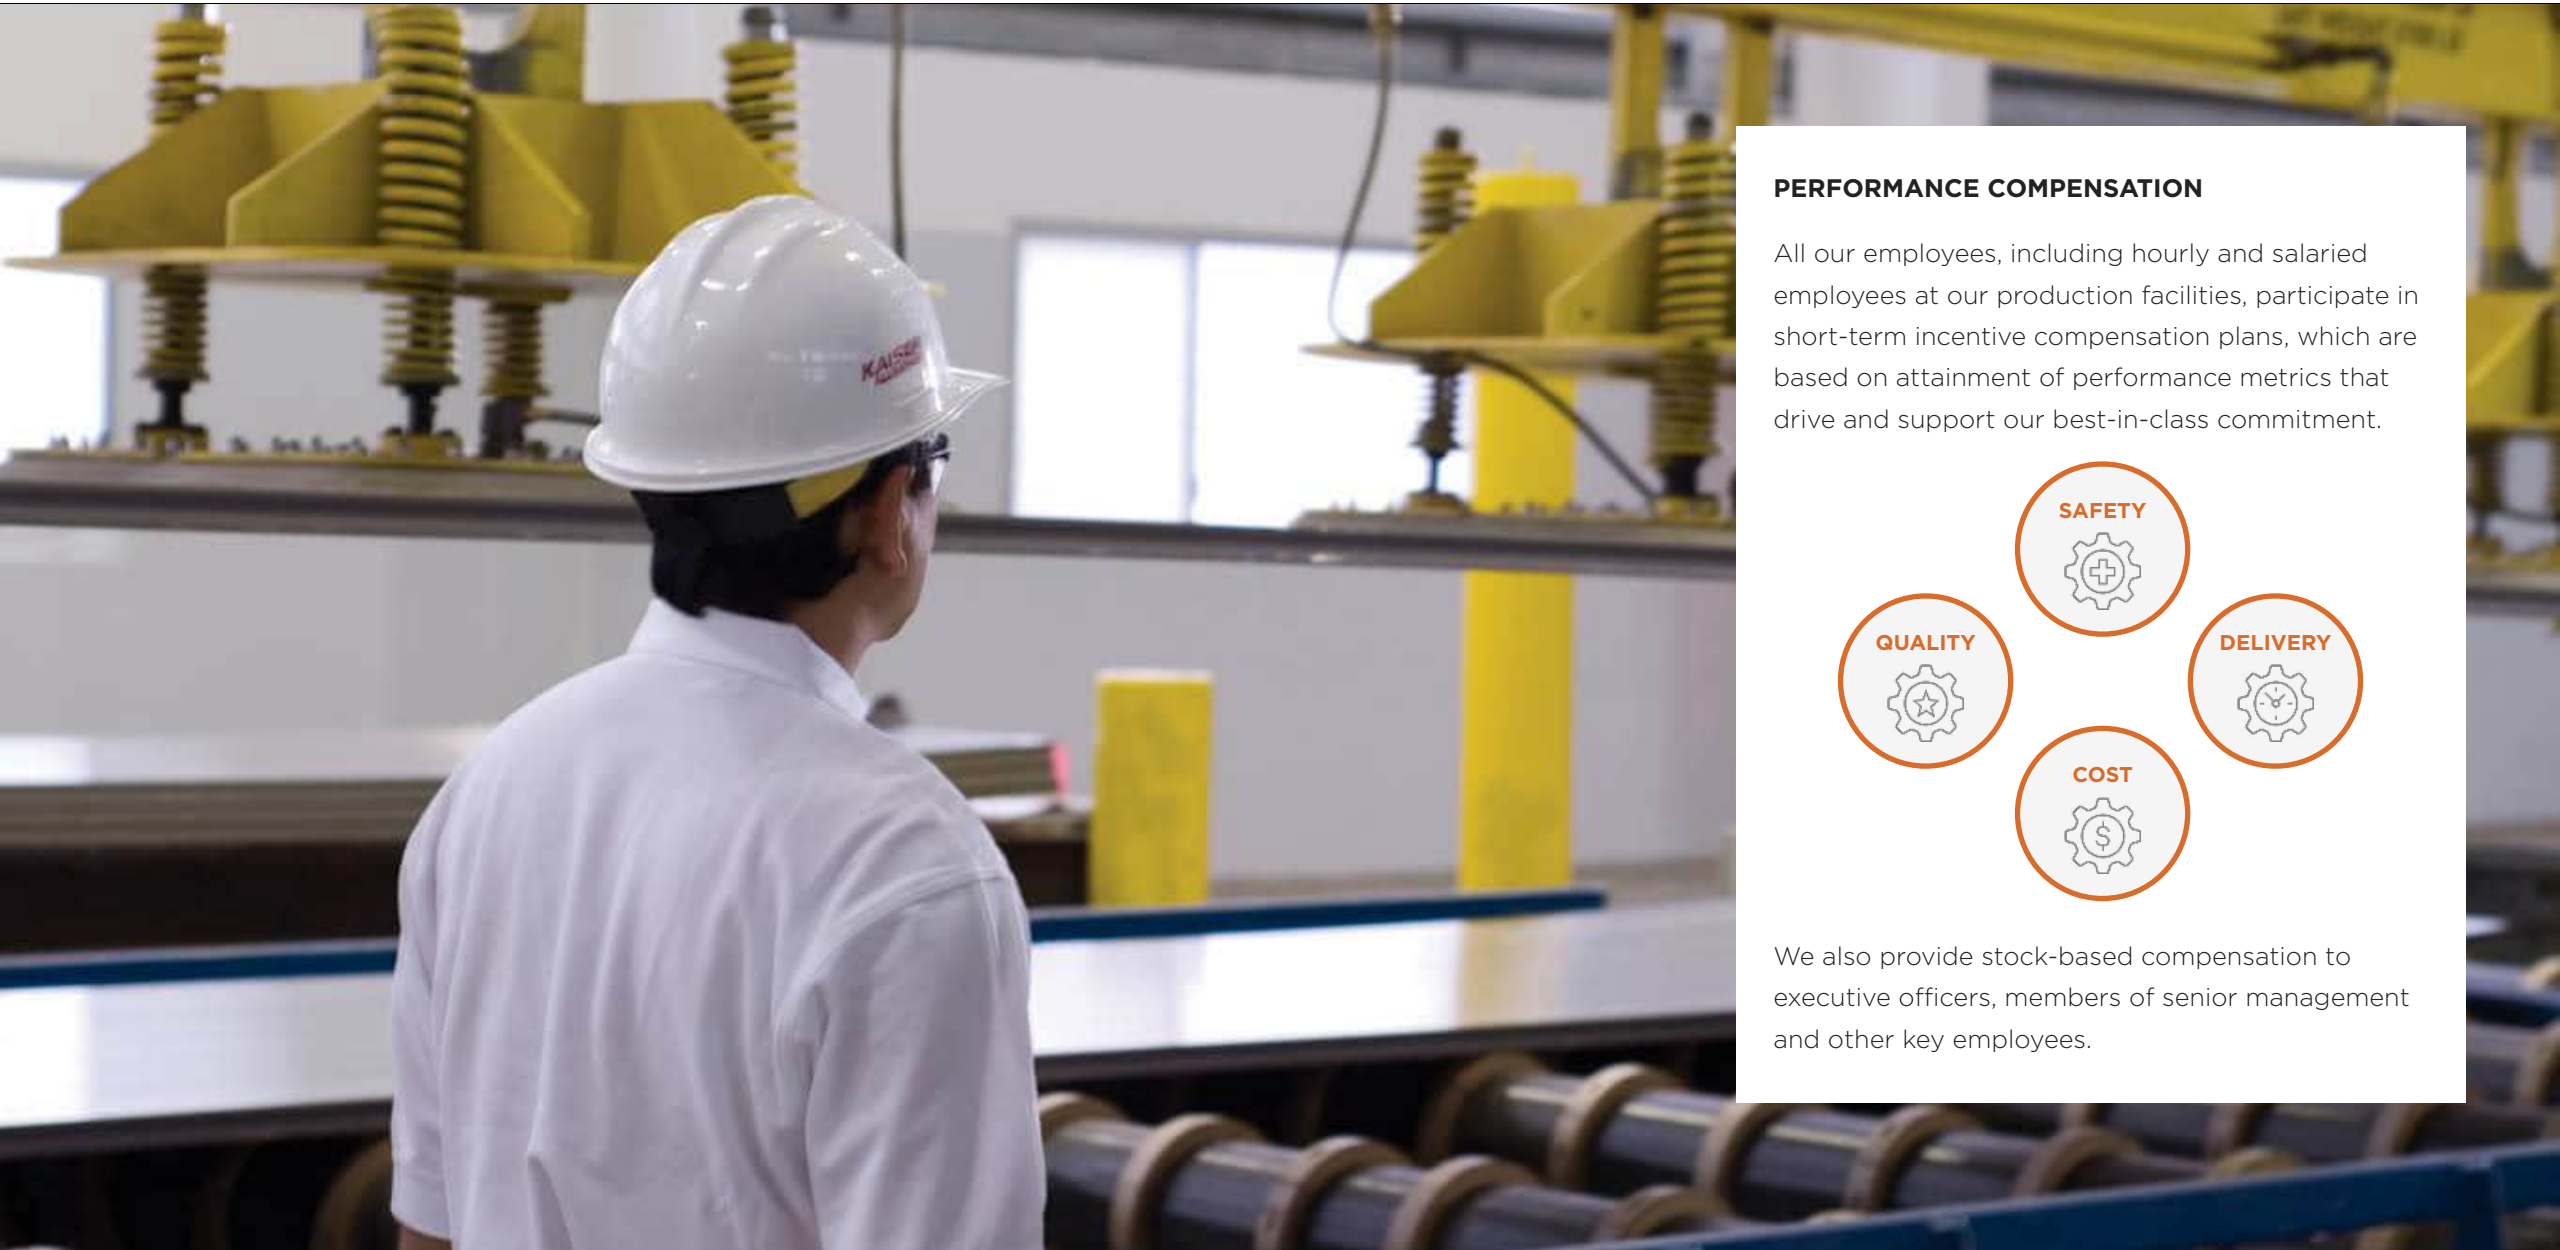 KAISER
PERFORMANCE COMPENSATION
All our employees, including hourly and salaried
employees at our production facilities, participate in
short-term incentive compensation plans, which are
based on attainment of performance metrics that
drive and support our best-in-class commitment.
SAFETY
QUALITY
DELIVERY
COST
$
We also provide stock-based compensation to
executive officers, members of senior management
and other key employees.